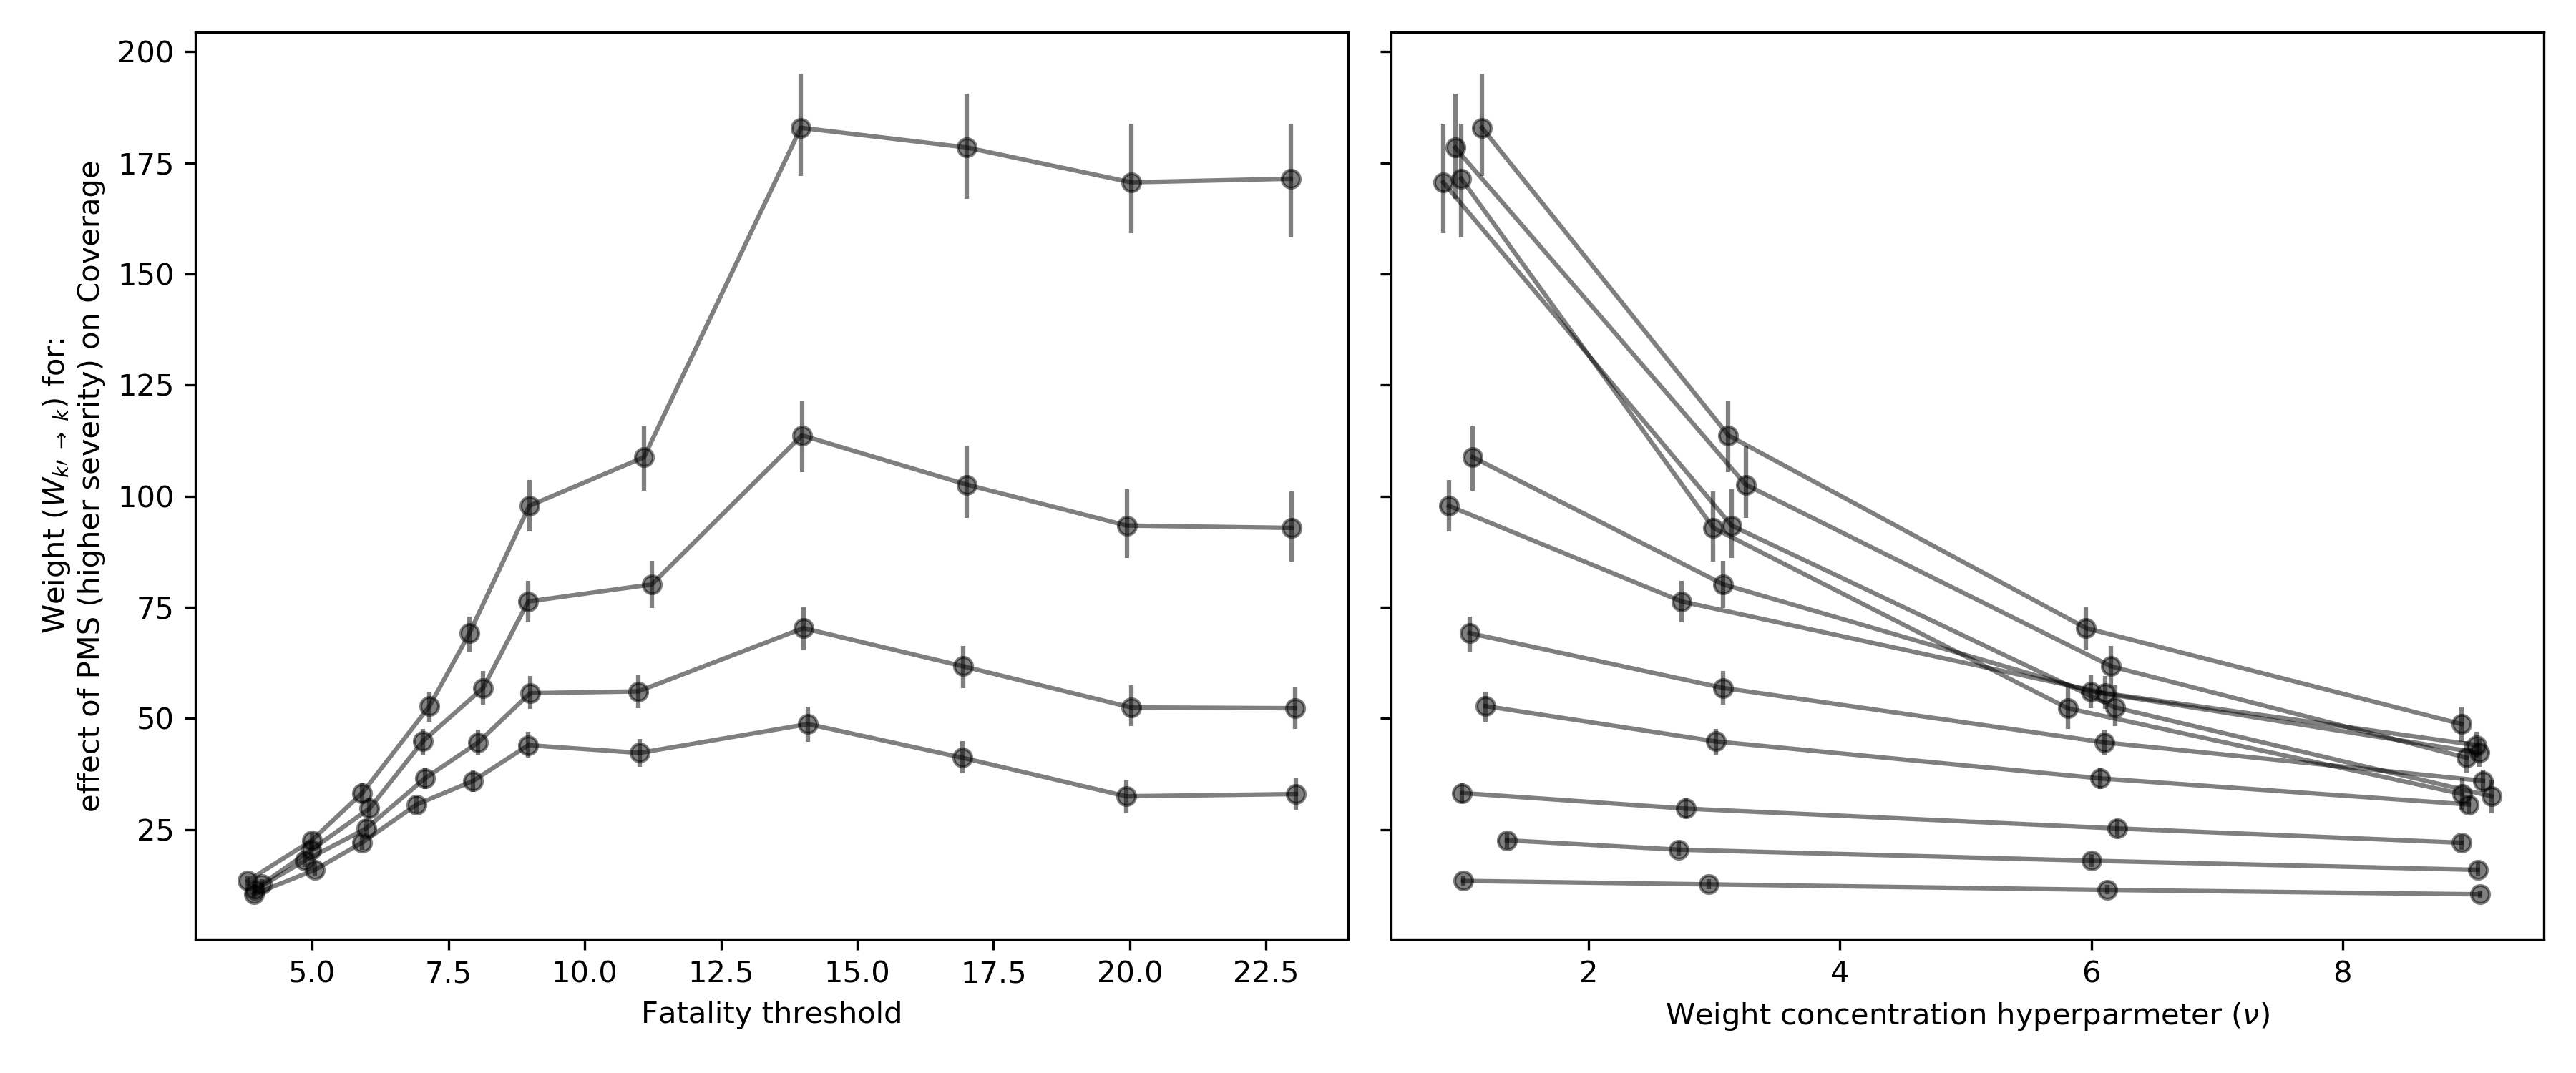 Weight (W_{k′ → k}) for:
effect of PMS (higher severity) on Coverage
200
175
150
125
100
75
50
25
5.0 7.5 10.0 12.5 15.0 17.5 20.0 22.5
Fatality threshold
2 4 6 8
Weight concentration hyperparmeter (ν)